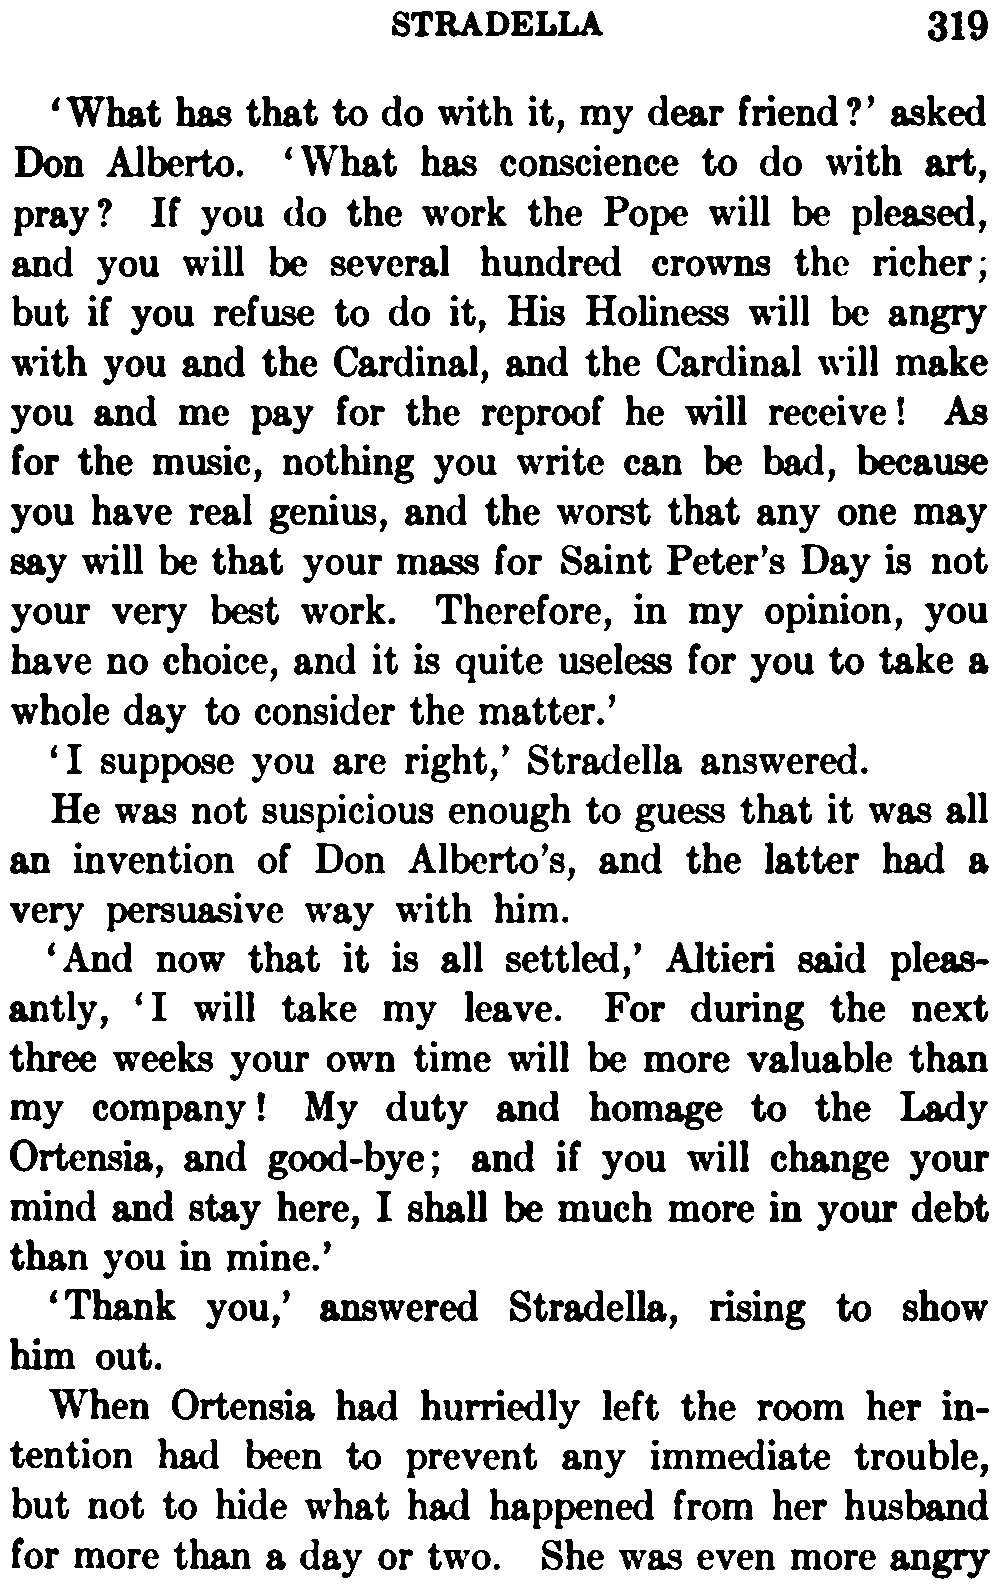 STRADELLA 319
‘What has that to do with it, my dear friend?’ asked
Don Alberto. ‘What has conscience to do with art,
pray? If you do the work the Pope will be pleased,
and you will be several hundred crowns the richer;
but if you refuse to do it, His Holiness will be angry
with you and the Cardinal, and the Cardinal will make
you and me pay for the reproof he will receive! As
for the music, nothing you write can be bad, because
you have real genius, and the worst that any one may
say will be that your mass for Saint Peter’s Day is not
your very best work. Therefore, in my opinion, you
have no choice, and it is quite useless for you to take a
whole day to consider the matter.’
‘I suppose you are right,’ Stradella answered.
He was not suspicious enough to guess that it was all
an invention of Don Alberto’s, and the latter had a
very persuasive way with him.
‘And now that it is all settled,’ Altieri said pleas-
antly, ‘I will take my leave. For during the next
three weeks your own time will be more valuable than
my company! My duty and homage to the Lady
Ortensia, and good-bye; and if you will change your
mind and stay here, I shall be much more in your debt
than you in mine.’
‘Thank you,’ answered Stradella, rising to show
him out.
When Ortensia had hurriedly left the room her in-
tention had been to prevent any immediate trouble,
but not to hide what had happened from her husband
for more than a day or two. She was even more angry